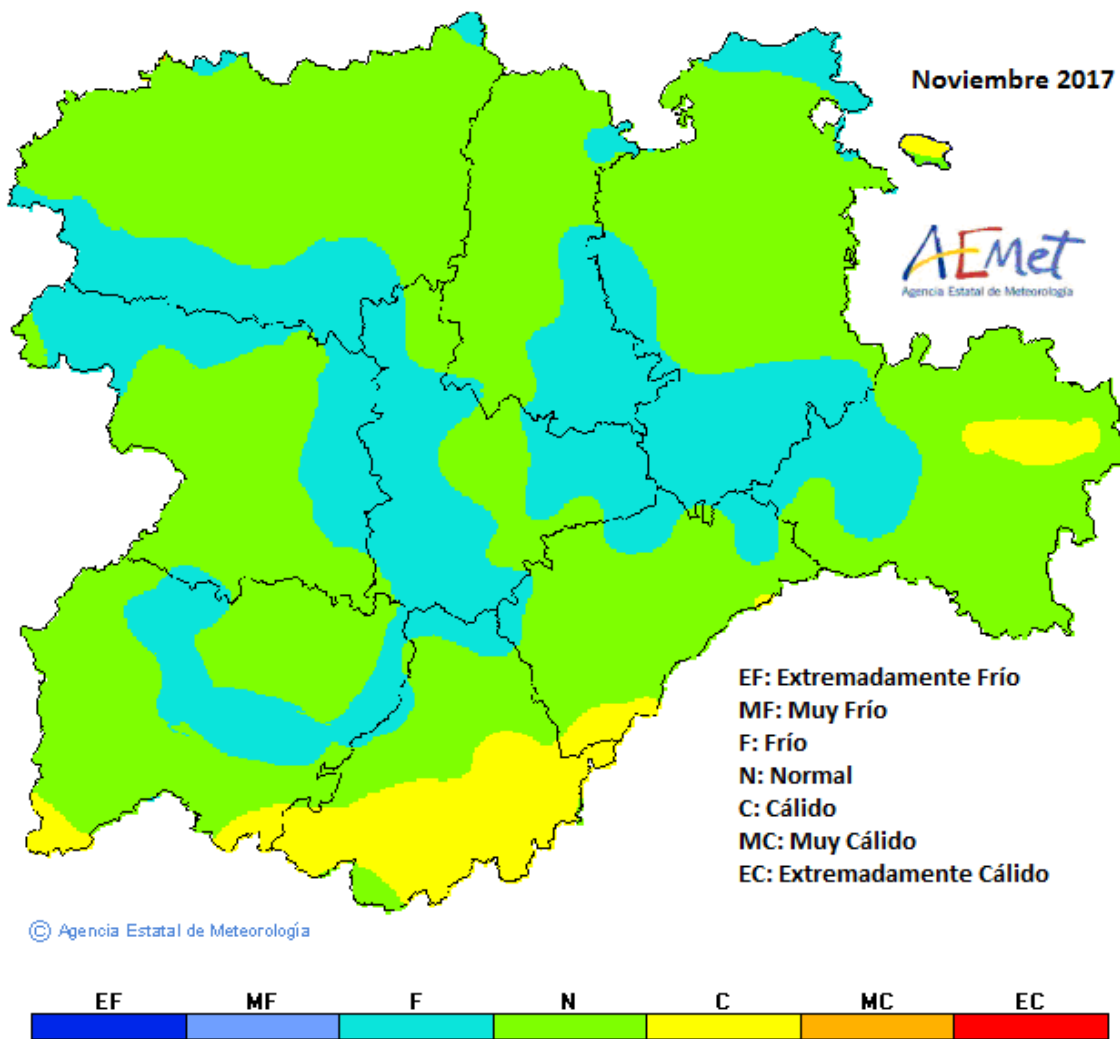 Noviembre 2017
AEMet
Agencia Estatal de Meteorología
EF: Extremadamente Frío
MF: Muy Frío
F: Frío
N: Normal
C: Cálido
MC: Muy Cálido
EC: Extremadamente Cálido
© Agencia Estatal de Meteorología
EF MF F N C MC EC